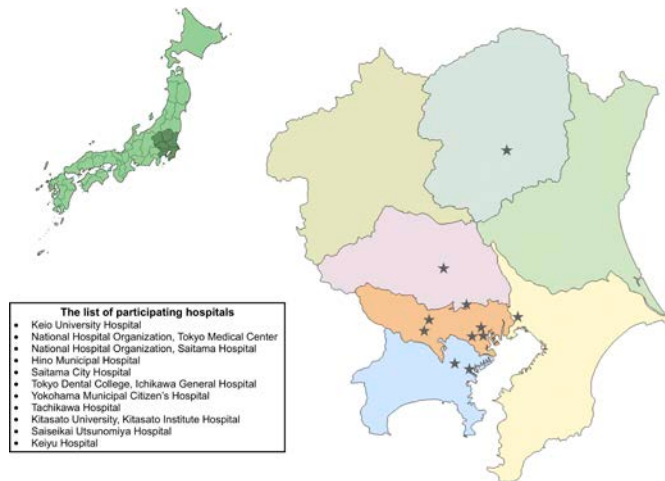 The list of participating hospitals
• Keio University Hospital
• National Hospital Organization, Tokyo Medical Center
• National Hospital Organization, Saitama Hospital
• Hino Municipal Hospital
• Saitama City Hospital
• Tokyo Dental College, Ichikawa General Hospital
• Yokohama Municipal Citizen's Hospital
• Tachikawa Hospital
• Kitasato University, Kitasato Institute Hospital
• Saiseikai Utsunomiya Hospital
• Keiyu Hospital